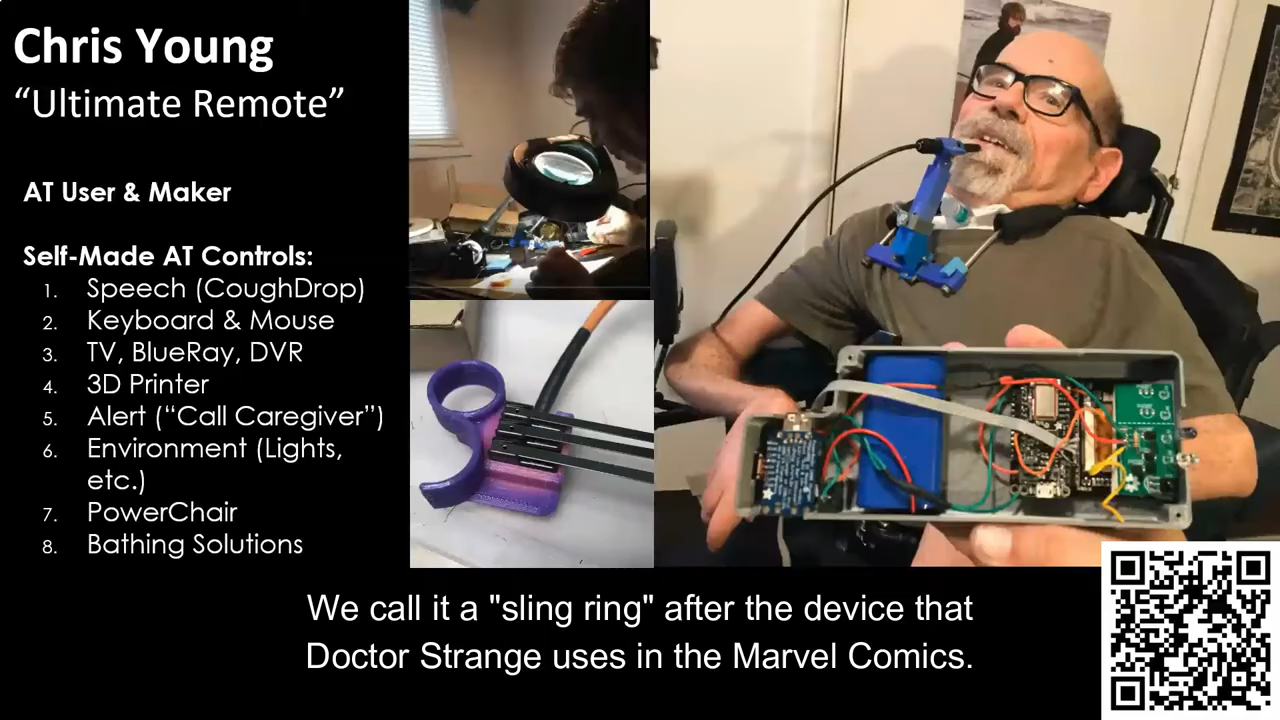 Chris Young
“Ultimate Remote”
AT User & Maker
Self-Made AT Controls:
1. Speech (CoughDrop)
2. Keyboard & Mouse
3. TV, BlueRay, DVR
4. 3D Printer
5. Alert (“Call Caregiver”)
6. Environment (Lights,
etc.)
7. PowerChair
8. Bathing Solutions
We call it a "sling ring" after the device that
Doctor Strange uses in the Marvel Comics.